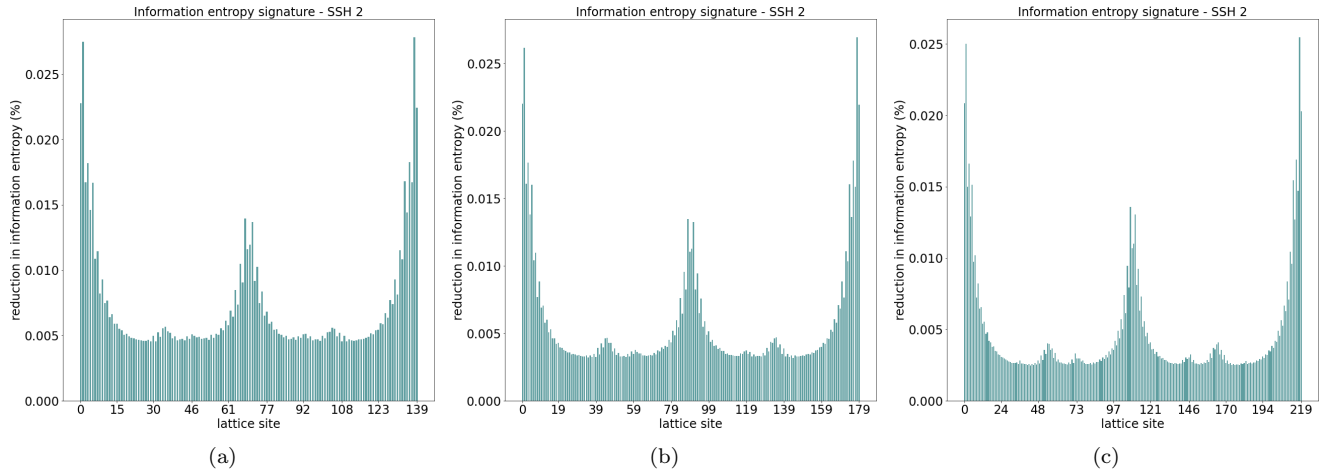 Information entropy signature - SSH 2
reduction in information entropy (%)
0.025
0.020
0.015
0.010
0.005
0.000
0 15 30 46 61 77 92 108 123 139
lattice site
(a)
Information entropy signature - SSH 2
reduction in information entropy (%)
0.025
0.020
0.015
0.010
0.005
0.000
0 19 39 59 79 99 119 139 159 179
lattice site
(b)
Information entropy signature - SSH 2
reduction in information entropy (%)
0.025
0.020
0.015
0.010
0.005
0.000
0 24 48 73 97 121 146 170 194 219
lattice site
(c)